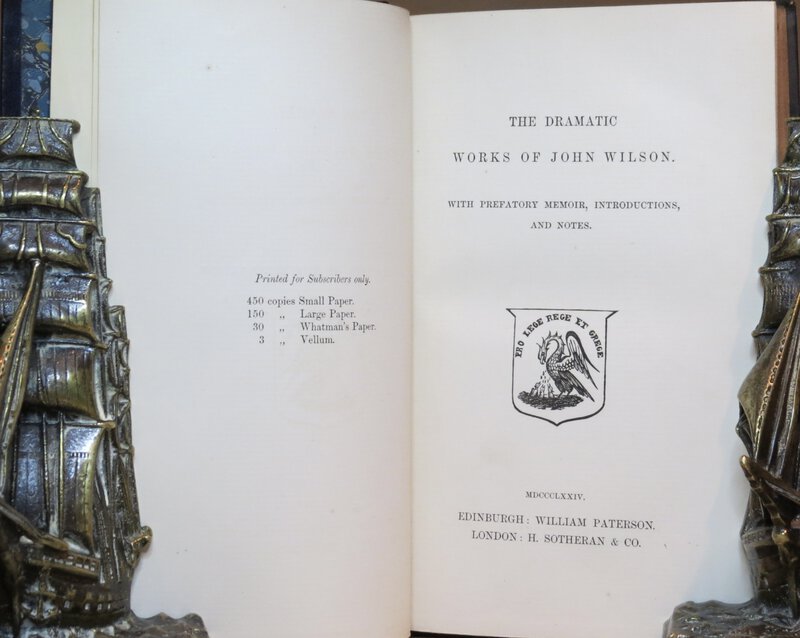 Printed for Subscribers only.
450 copies Small Paper.
150 „ Large Paper.
30 „ Whatman's Paper.
3 „ Vellum.
THE DRAMATIC
WORKS OF JOHN WILSON.
WITH PREFATORY MEMOIR, INTRODUCTIONS,
AND NOTES.
PRO LEGE REGE ET GREGE
MDCCCLXXIV.
EDINBURGH: WILLIAM PATERSON.
LONDON: H. SOTHERAN & CO.